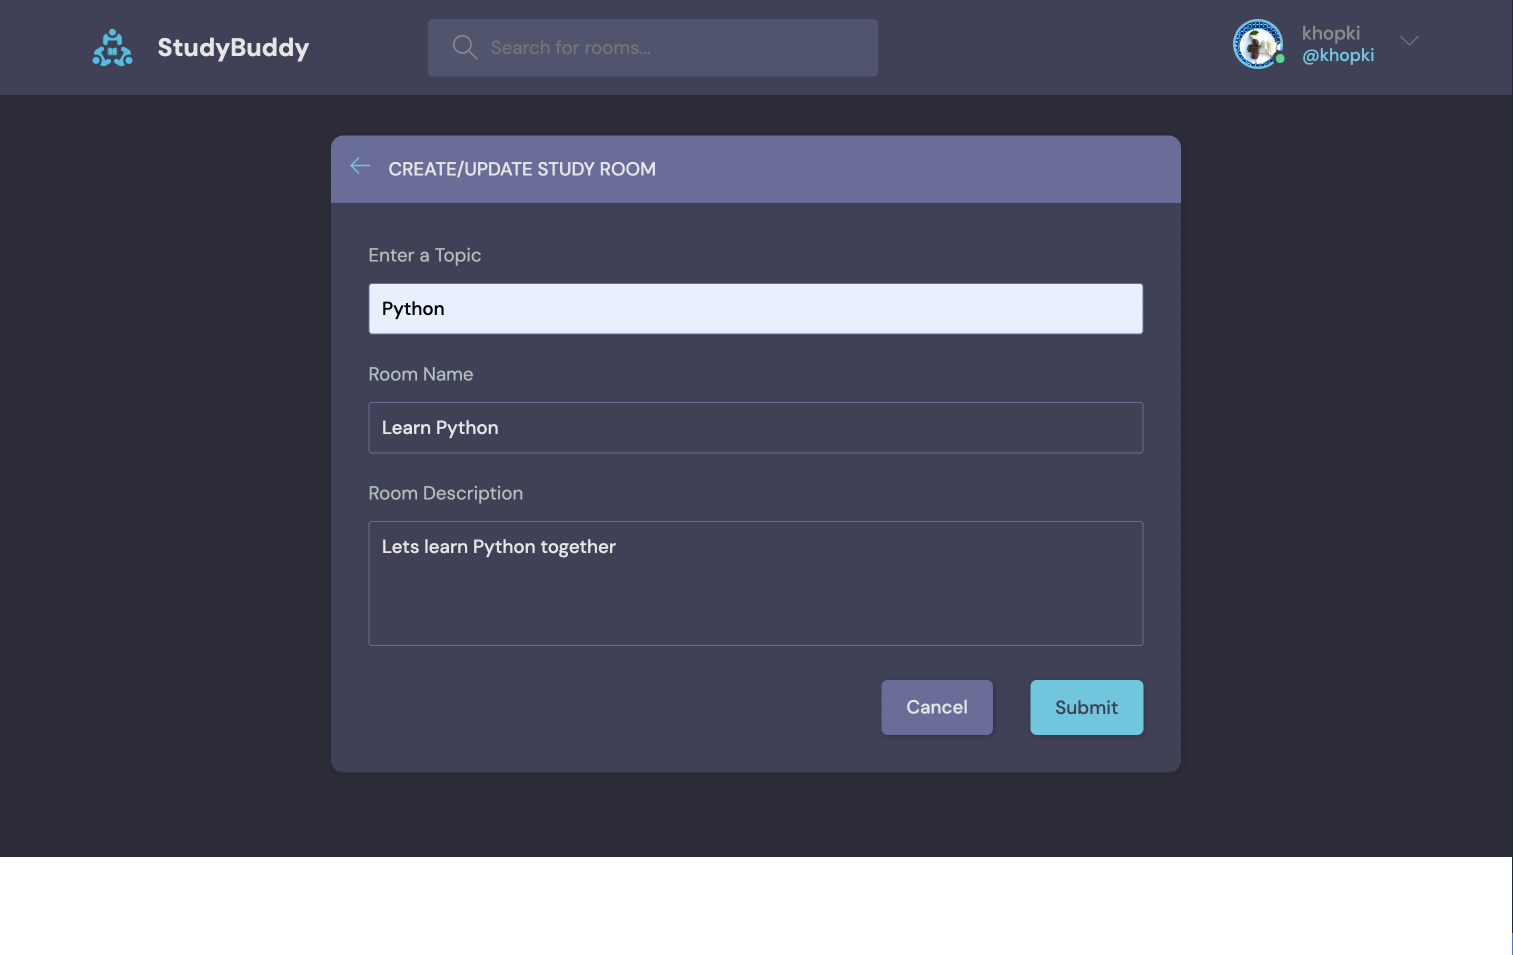 StudyBuddy
Search for rooms...
khopki
@khopki
CREATE/UPDATE STUDY ROOM
Enter a Topic
Python
Room Name
Learn Python
Room Description
Lets learn Python together
Cancel
Submit